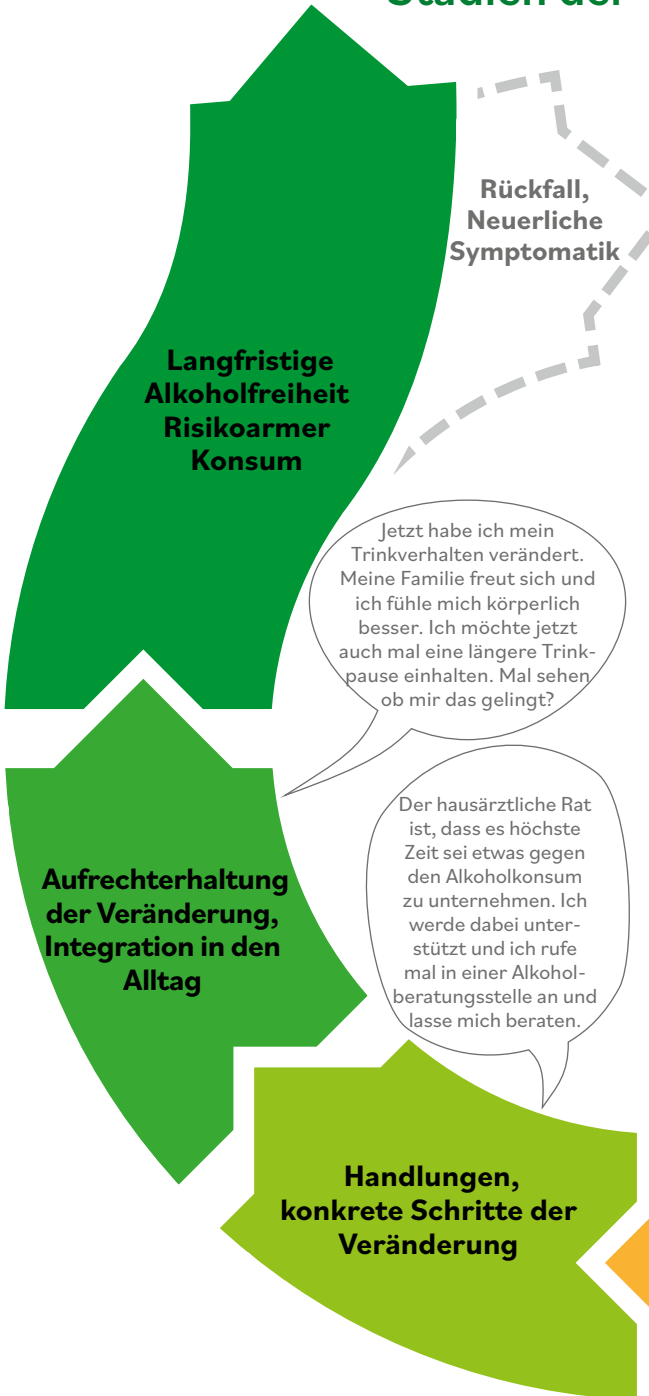 Stadien der
Rückfall,
Neuerliche
Symptomatik
Langfristige
Alkoholfreiheit
Risikoarmer
Konsum
Jetzt habe ich mein
Trinkverhalten verändert.
Meine Familie freut sich und
ich fühle mich körperlich
besser. Ich möchte jetzt
auch mal eine längere Trink-
pause einhalten. Mal sehen
ob mir das gelingt?
Der hausärztliche Rat
ist, dass es höchste
Zeit sei etwas gegen
den Alkoholkonsum
zu unternehmen. Ich
werde dabei unter-
stützt und ich rufe
mal in einer Alkohol-
beratungsstelle an und
lasse mich beraten.
Aufrechterhaltung
der Veränderung,
Integration in den
Alltag
Handlungen,
konkrete Schritte der
Veränderung